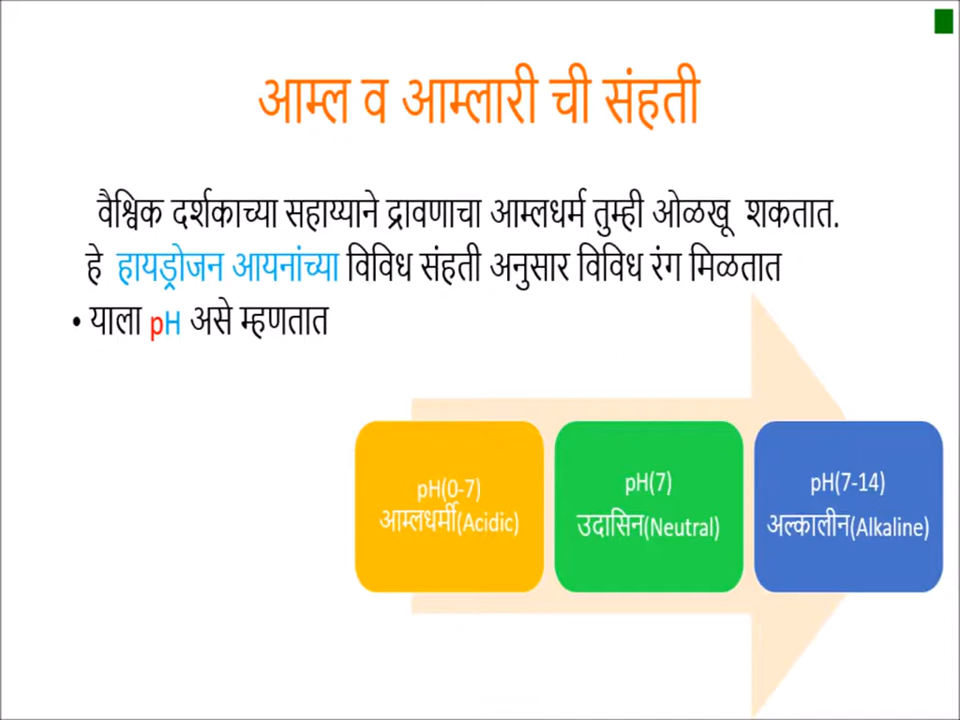 आम्ल व आम्लारी ची संहती
वैश्विक दर्शकाच्या सहाय्याने द्रावणाचा आम्लधर्म तुम्ही ओळखू शकतात.
हे हायड्रोजन आयनांच्या विविध संहती अनुसार विविध रंग मिळतात
• याला pH असे म्हणतात
pH(0-7)
आम्लधर्मी(Acidic)
pH(7)
उदासिन(Neutral)
pH(7-14)
अल्कालीन(Alkaline)